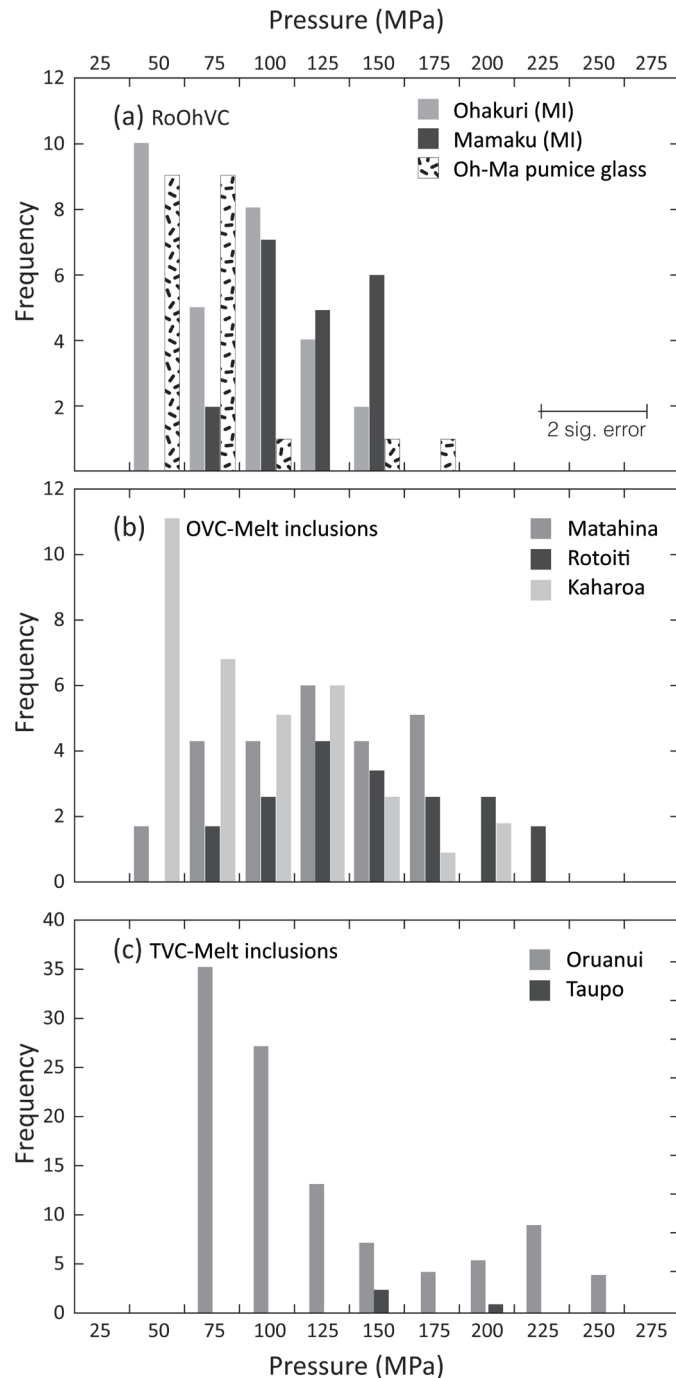 Pressure (MPa)
25 50 75 100 125 150 175 200 225 250 275
12
10
8
6
4
2
Frequency
(a) RoOhVC
Ohakuri (MI)
Mamaku (MI)
Oh-Ma pumice glass
2 sig. error
12
10
8
6
4
2
0
Frequency
(b) OVC-Melt inclusions
Matahina
Rotoiti
Kaharoa
40
35
30
25
20
15
10
5
0
Frequency
(c) TVC-Melt inclusions
Oruanui
Taupo
25 50 75 100 125 150 175 200 225 250 275
Pressure (MPa)